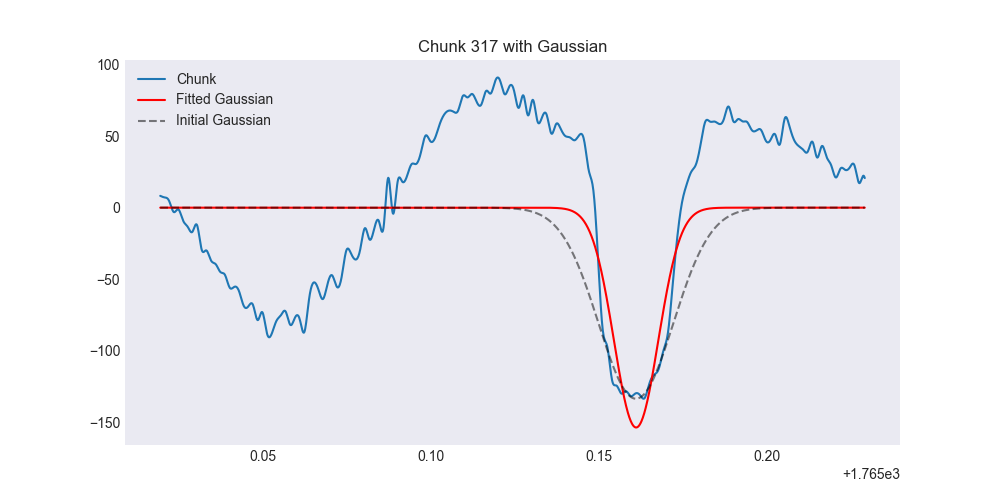 Chunk 317 with Gaussian
Chunk
Fitted Gaussian
Initial Gaussian
100
50
0
−50
−100
−150
0.05 0.10 0.15 0.20
+1.765e3